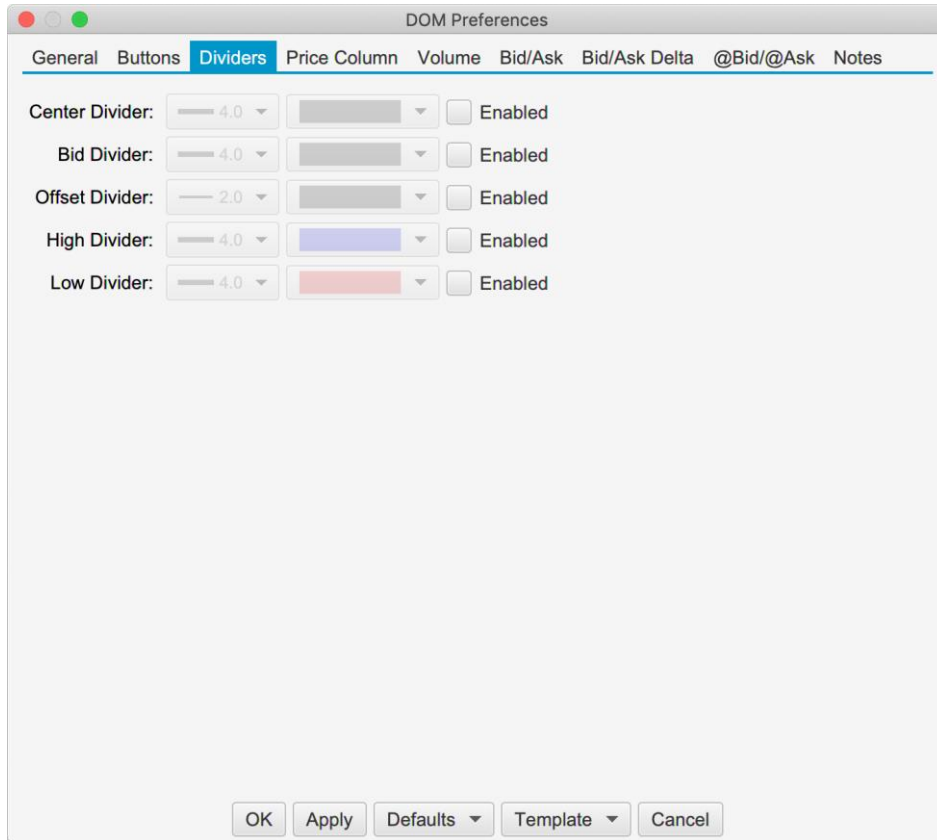 DOM Preferences
General Buttons Dividers Price Column Volume Bid/Ask Bid/Ask Delta @Bid/@Ask Notes
Center Divider: 4.0 Enabled
Bid Divider: 4.0 Enabled
Offset Divider: 2.0 Enabled
High Divider: 4.0 Enabled
Low Divider: 4.0 Enabled
OK Apply Defaults Template Cancel